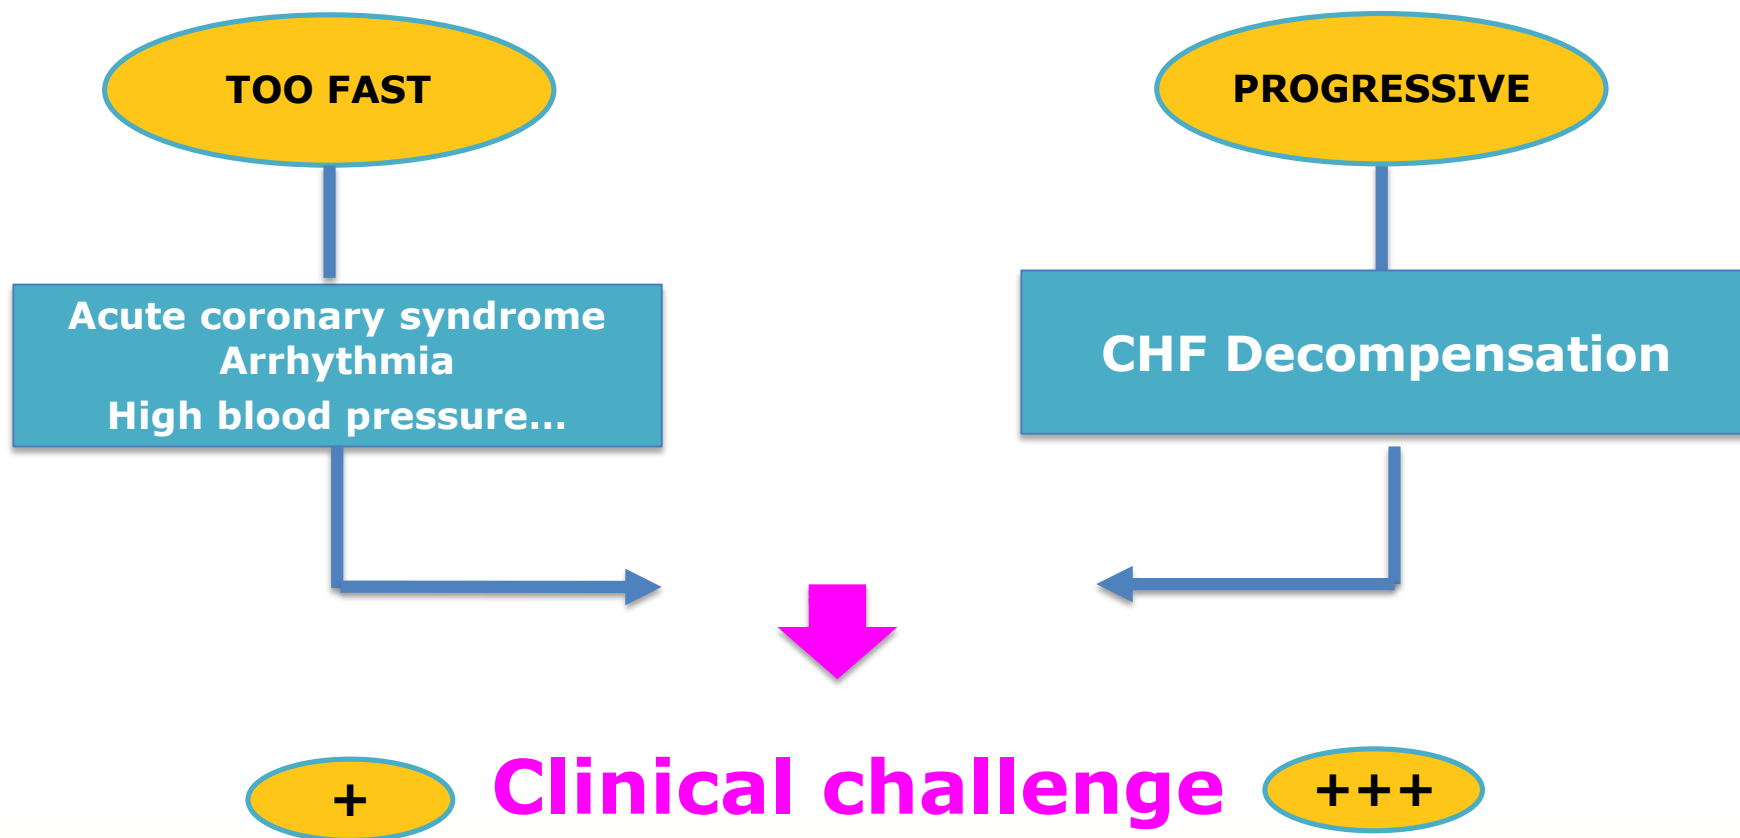 TOO FAST
PROGRESSIVE
Acute coronary syndrome
Arrhythmia
High blood pressure…
CHF Decompensation
+
Clinical challenge
+++